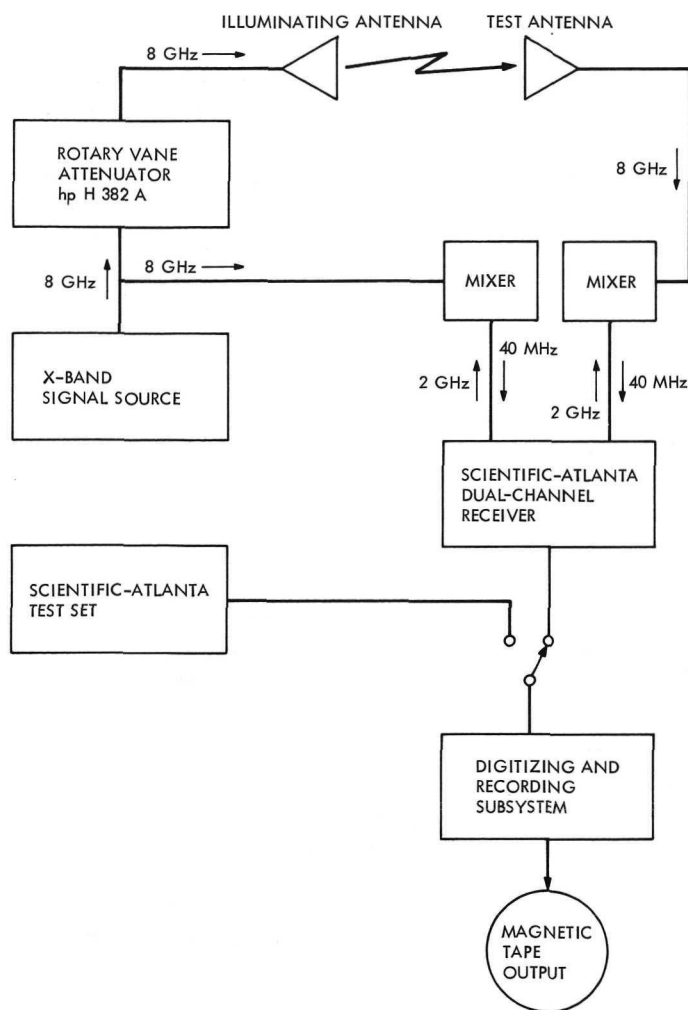 ILLUMINATING ANTENNA
TEST ANTENNA
8 GHz
ROTARY VANE
ATTENUATOR
hp H 382 A
8 GHz
8 GHz
8 GHz
MIXER
MIXER
X-BAND
SIGNAL SOURCE
40 MHz
2 GHz
40 MHz
2 GHz
SCIENTIFIC-ATLANTA
DUAL-CHANNEL
RECEIVER
SCIENTIFIC-ATLANTA
TEST SET
DIGITIZING AND
RECORDING
SUBSYSTEM
MAGNETIC
TAPE
OUTPUT